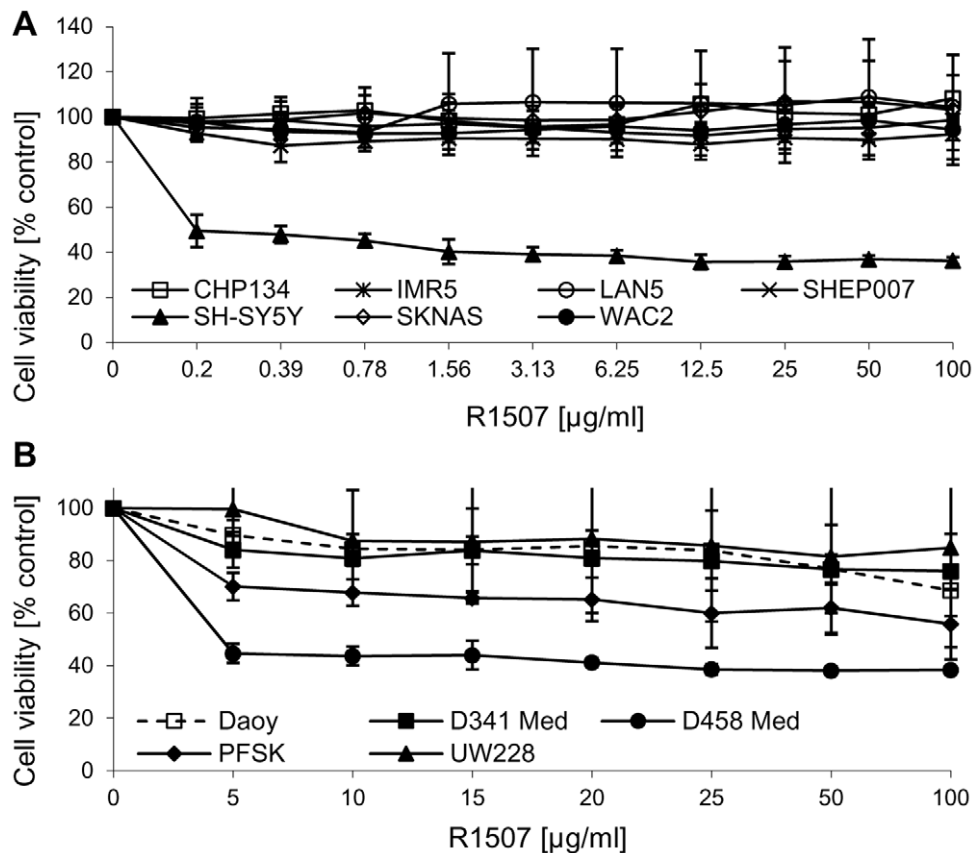 A
Cell viability [% control]
140
120
100
80
60
40
20
0
CHP134 IMR5 LAN5 SHEP007
SH-SY5Y SKNAS WAC2
0 0.2 0.39 0.78 1.56 3.13 6.25 12.5 25 50 100
R1507 [µg/ml]
B
Cell viability [% control]
100
80
60
40
20
0
Daoy D341 Med D458 Med
PFSK UW228
0 5 10 15 20 25 50 100
R1507 [µg/ml]